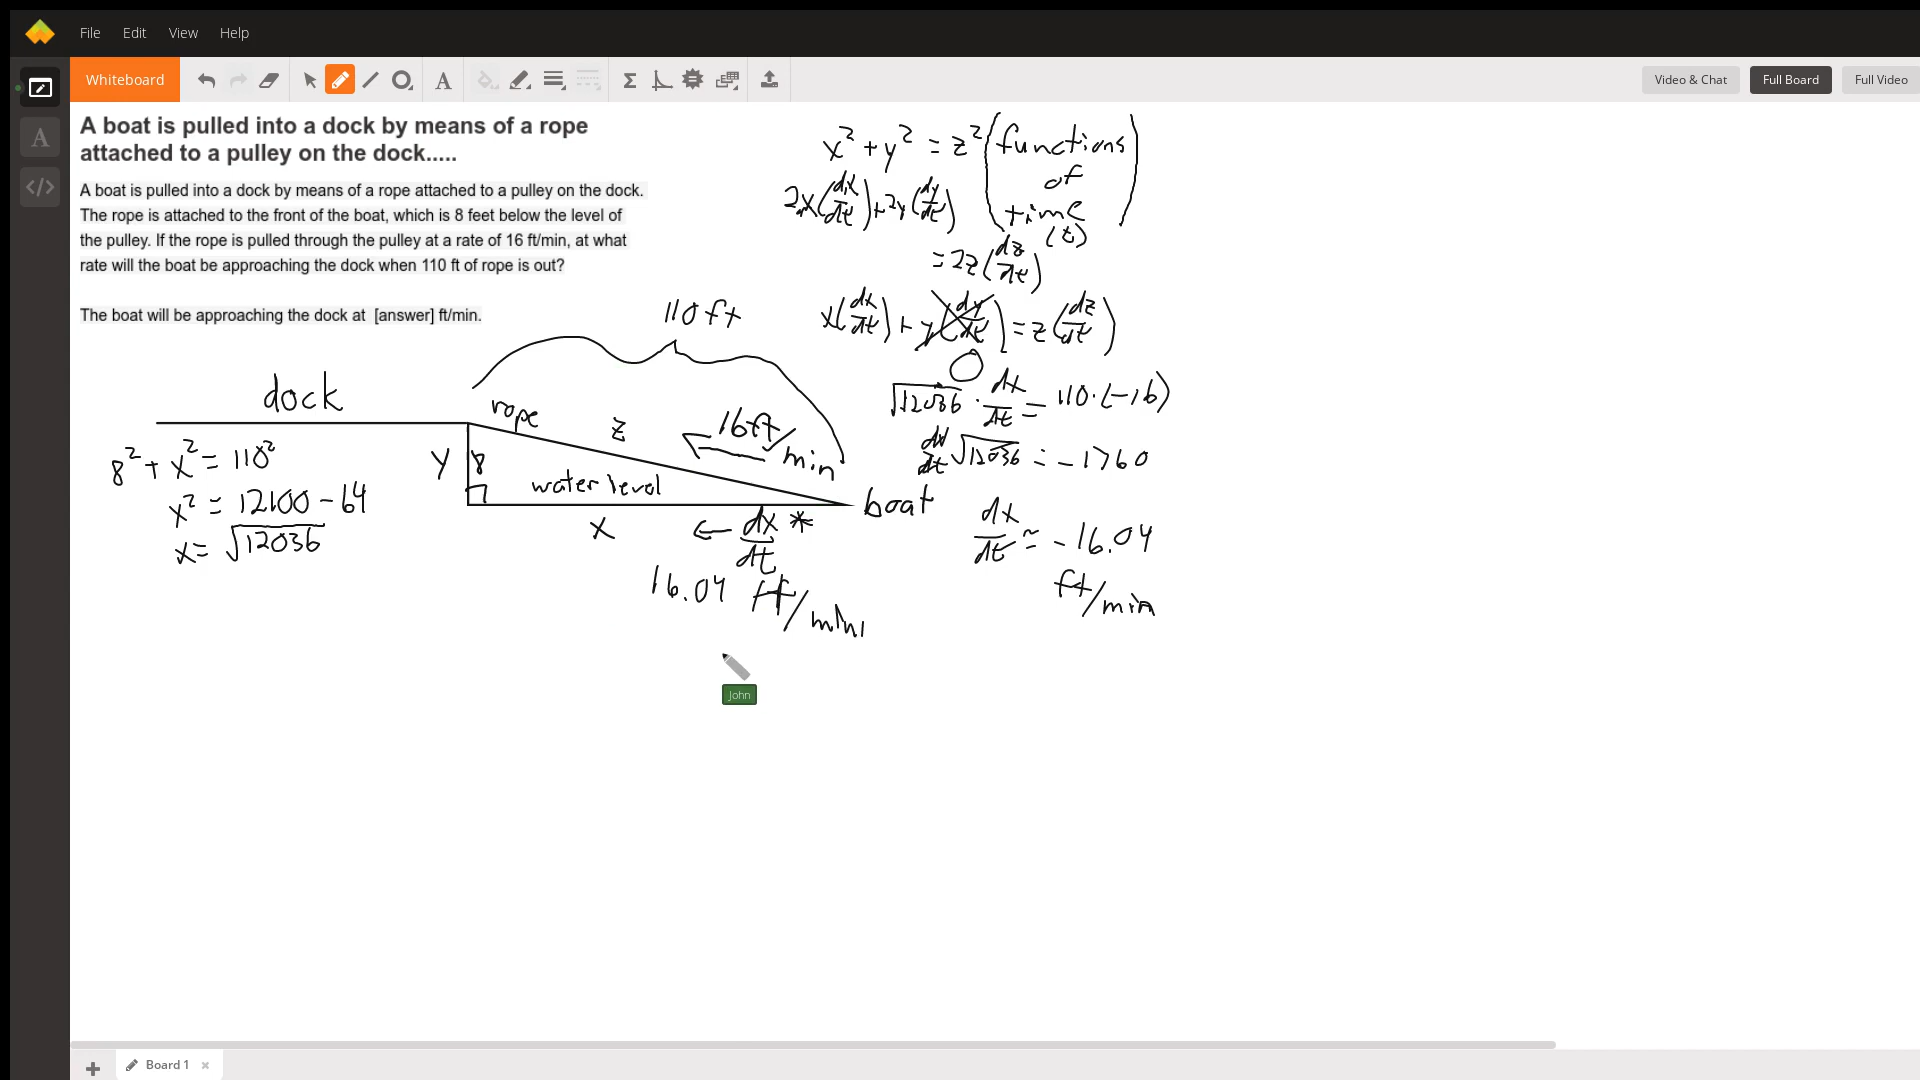 File Edit View Help
Whiteboard
Video & Chat Full Board Full Video
A boat is pulled into a dock by means of a rope
attached to a pulley on the dock.....
A boat is pulled into a dock by means of a rope attached to a pulley on the dock.
The rope is attached to the front of the boat, which is 8 feet below the level of
the pulley. If the rope is pulled through the pulley at a rate of 16 ft/min, at what
rate will the boat be approaching the dock when 110 ft of rope is out?
The boat will be approaching the dock at [answer] ft/min.
110 ft
dock
rope
z
16 ft/min
y
8
water level
boat
x
← dx/dt *
16.04 ft/min
8² + x² = 110²
x² = 12100 - 64
x = √12036
x² + y² = z² (functions
of
time
(t))
2x(dx/dt) + 2y(dy/dt)
= 2z(dz/dt)
x(dx/dt) + y(dy/dt) = z(dz/dt)
0
√12036 · dx/dt = 110·(-16)
dx/dt √12036 = -1760
dx/dt ≈ -16.04
ft/min
John
Board 1